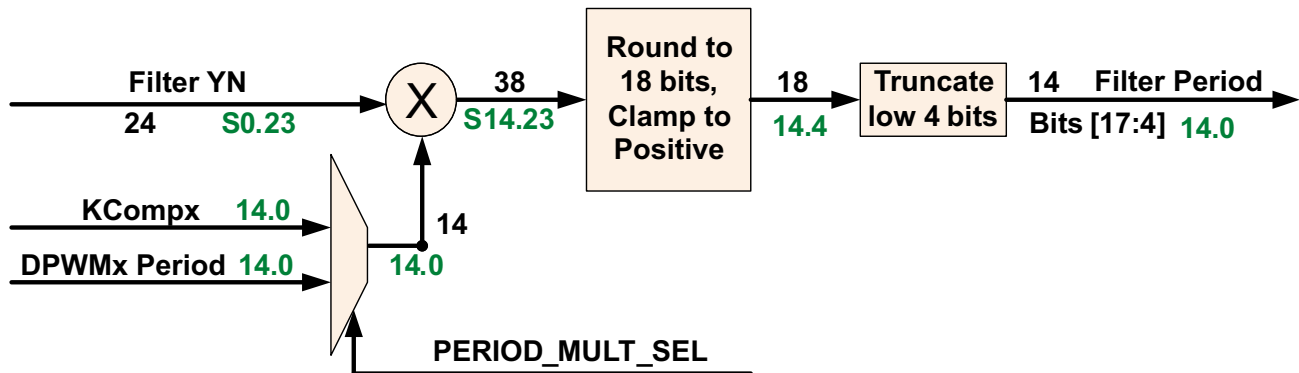 Filter YN
24 S0.23
X
38
S14.23
Round to
18 bits,
Clamp to
Positive
18
14.4
Truncate
low 4 bits
14 Filter Period
Bits [17:4] 14.0
KCompx 14.0
DPWMx Period 14.0
14
14.0
PERIOD_MULT_SEL